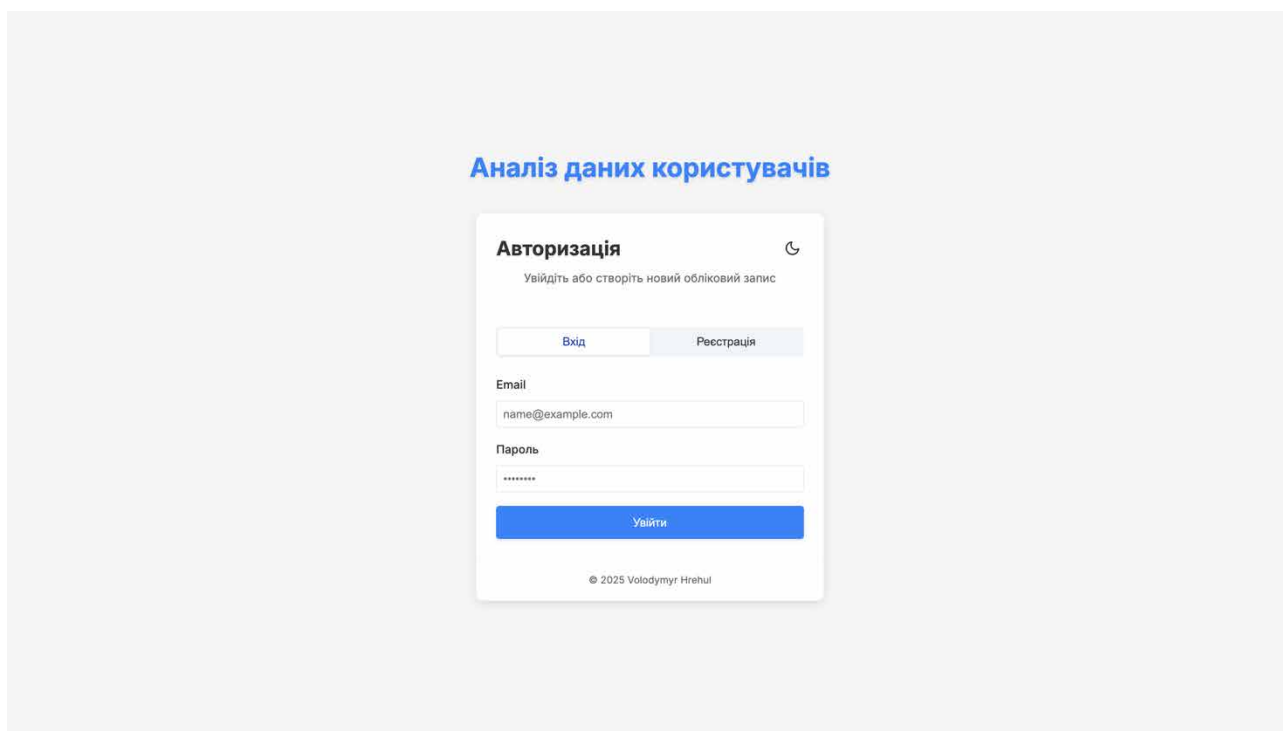 Аналіз даних користувачів
Авторизація
Увійдіть або створіть новий обліковий запис
Вхід Реєстрація
Email
name@example.com
Пароль
••••••••
Увійти
© 2025 Volodymyr Hrehul